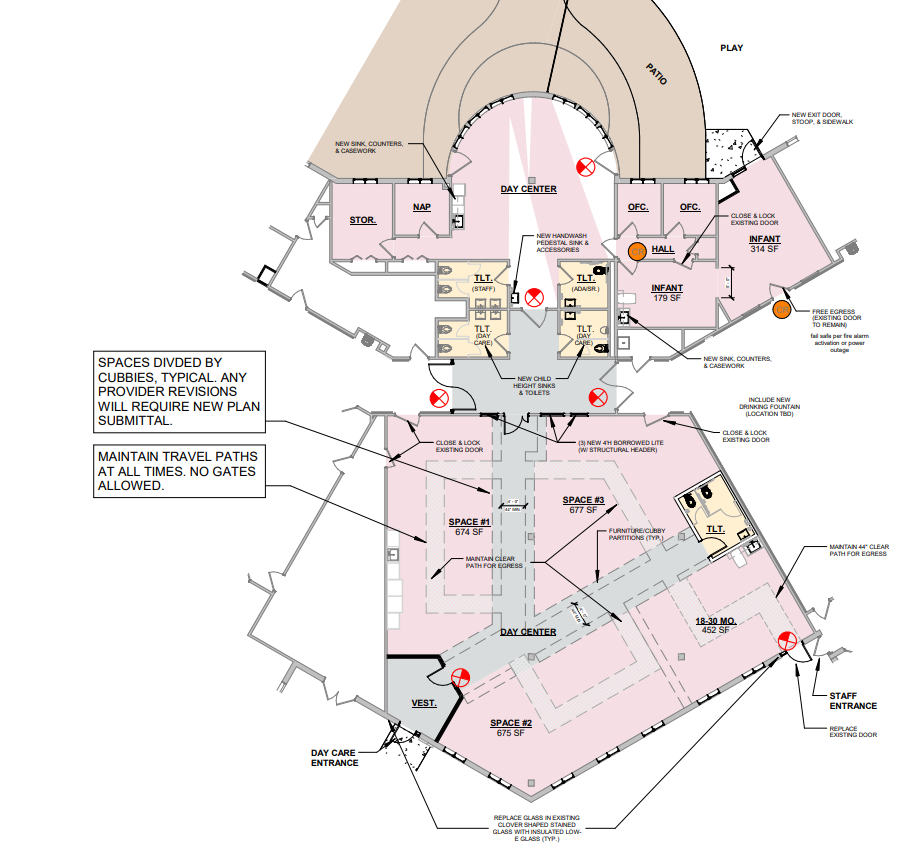 PLAY
PATIO
NEW EXIT DOOR,
STOOP, & SIDEWALK
NEW SINK, COUNTERS,
& CASEWORK
DAY CENTER
STOR.
NAP
OFC.
OFC.
CLOSE & LOCK
EXISTING DOOR
INFANT
314 SF
HALL
NEW HANDWASH
PEDESTAL SINK &
ACCESSORIES
TLT.
(STAFF)
TLT.
(ADA/SR.)
INFANT
179 SF
FREE EGRESS
(EXISTING DOOR
TO REMAIN)
fail safe per fire alarm
activation or power
outage
TLT.
(DAY
CARE)
TLT.
(DAY
CARE)
NEW SINK, COUNTERS,
& CASEWORK
SPACES DIVDED BY
CUBBIES, TYPICAL. ANY
PROVIDER REVISIONS
WILL REQUIRE NEW PLAN
SUBMITTAL.
NEW CHILD
HEIGHT SINKS
& TOILETS
INCLUDE NEW
DRINKING FOUNTAIN
(LOCATION TBD)
CLOSE & LOCK
EXISTING DOOR
CLOSE & LOCK
EXISTING DOOR
(3) NEW 4'H BORROWED LITE
(W/ STRUCTURAL HEADER)
MAINTAIN TRAVEL PATHS
AT ALL TIMES. NO GATES
ALLOWED.
SPACE #3
677 SF
SPACE #1
674 SF
44" MIN.
FURNITURE/CUBBY
PARTITIONS (TYP.)
TLT.
MAINTAIN CLEAR
PATH FOR EGRESS
MAINTAIN 44" CLEAR
PATH FOR EGRESS
DAY CENTER
18-30 MO.
452 SF
VEST.
SPACE #2
675 SF
STAFF
ENTRANCE
REPLACE
EXISTING DOOR
DAY CARE
ENTRANCE
REPLACE GLASS IN EXISTING
CLOVER SHAPED STAINED
GLASS WITH INSULATED LOW-
E GLASS (TYP.)